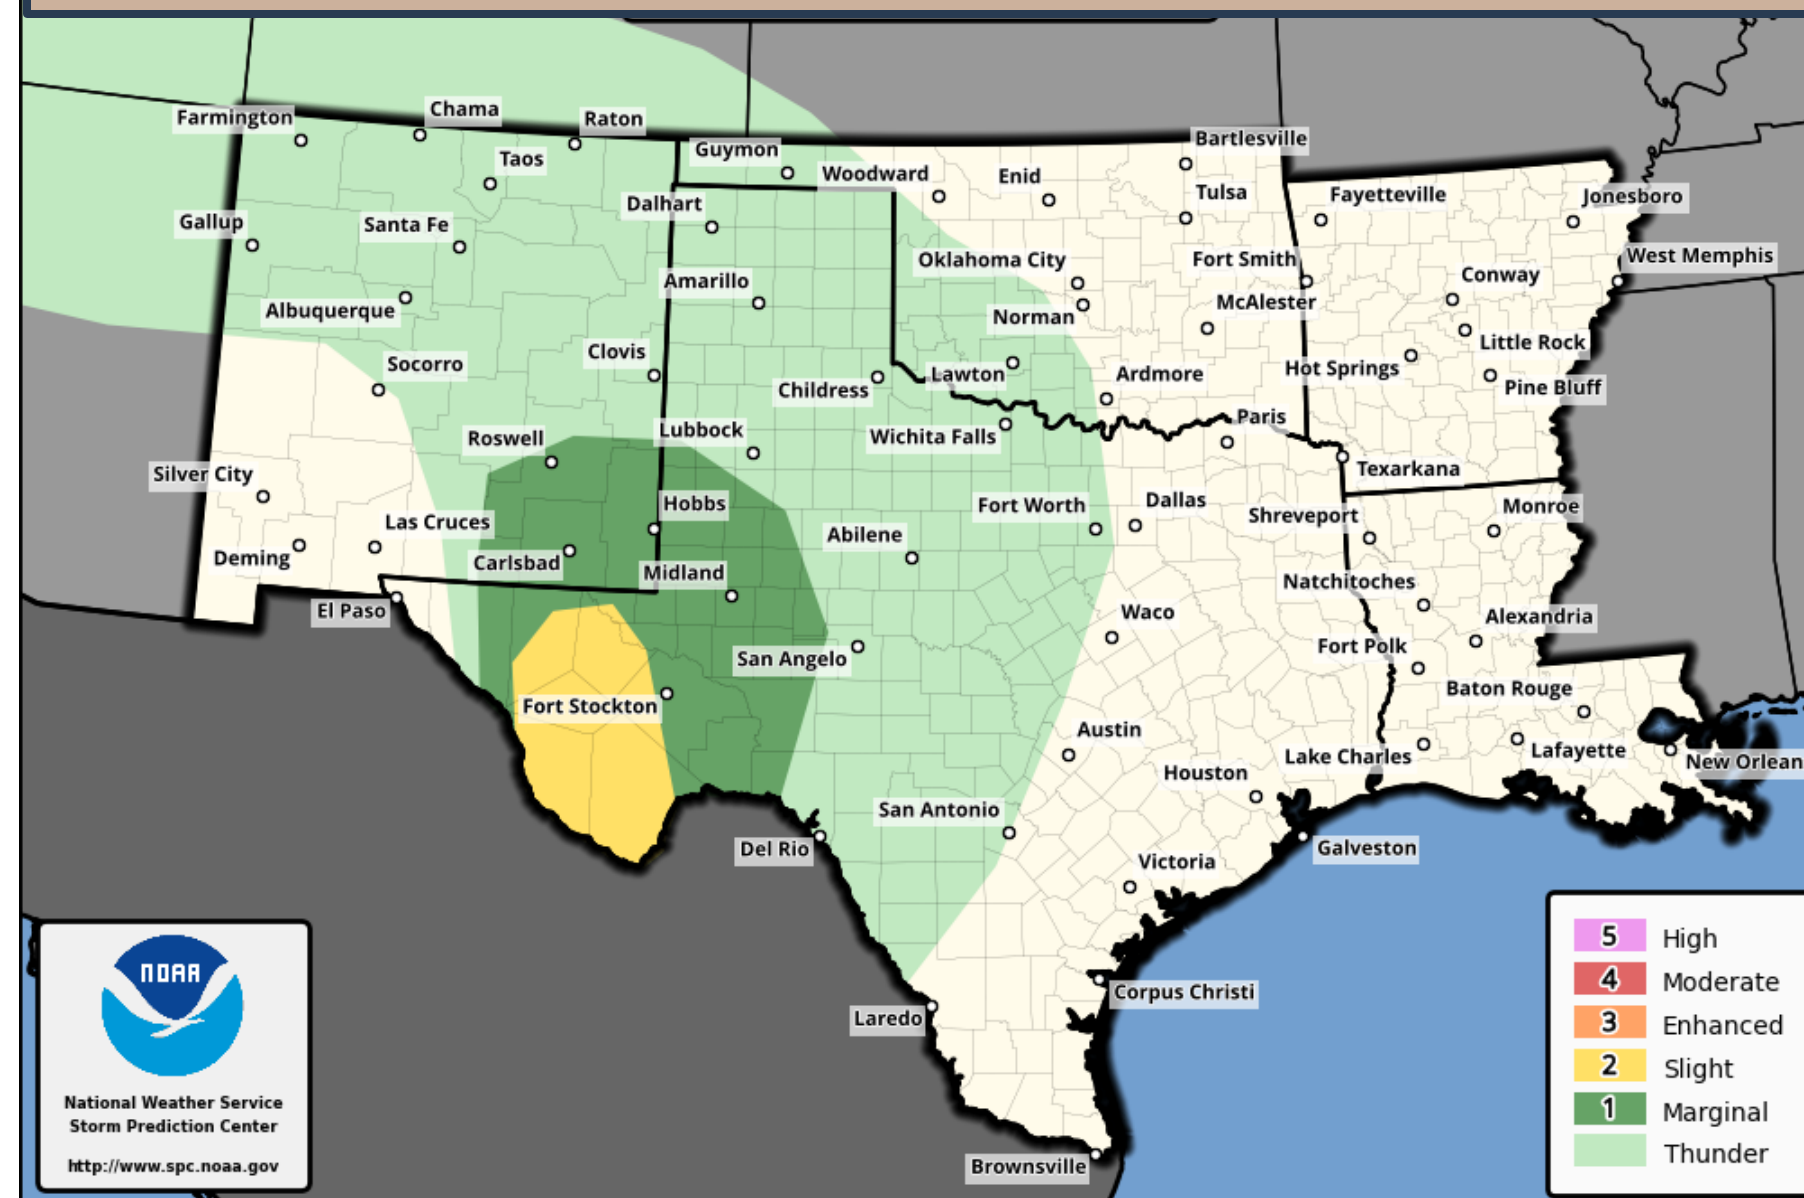 Farmington
Chama
Raton
Taos
Guymon
Woodward
Enid
Bartlesville
Tulsa
Fayetteville
Jonesboro
Gallup
Santa Fe
Dalhart
Oklahoma City
Fort Smith
West Memphis
Amarillo
Conway
Albuquerque
Norman
McAlester
Socorro
Clovis
Childress
Lawton
Ardmore
Hot Springs
Little Rock
Pine Bluff
Roswell
Lubbock
Wichita Falls
Paris
Silver City
Texarkana
Hobbs
Fort Worth
Dallas
Shreveport
Monroe
Las Cruces
Abilene
Deming
Carlsbad
Midland
Natchitoches
El Paso
Waco
Alexandria
San Angelo
Fort Polk
Fort Stockton
Baton Rouge
Austin
Lake Charles
Lafayette
New Orlean
Houston
San Antonio
Del Rio
Galveston
Victoria
Corpus Christi
Laredo
Brownsville
NOAA
National Weather Service
Storm Prediction Center
http://www.spc.noaa.gov
5 High
4 Moderate
3 Enhanced
2 Slight
1 Marginal
Thunder